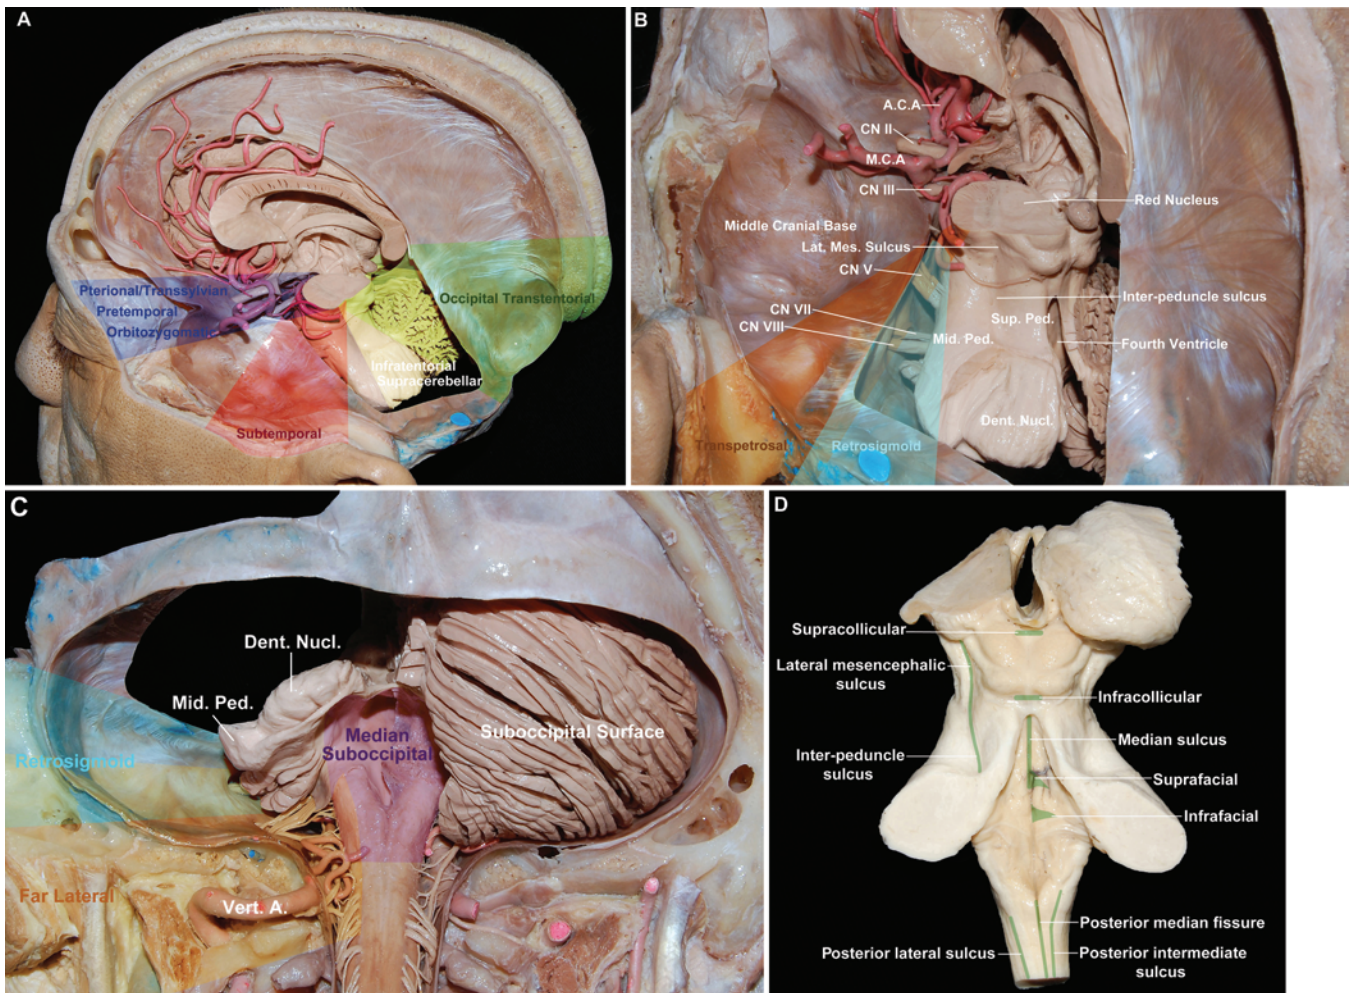 A
Pterional/Transsylvian
Pretemporal
Orbitozygomatic
Occipital Transtentorial
Infratentorial
Supracerebellar
Subtemporal
B
A.C.A
CN II
M.C.A
CN III
Red Nucleus
Middle Cranial Base
Lat. Mes. Sulcus
CN V
Inter-peduncle sulcus
CN VII
Sup. Ped.
CN VIII
Mid. Ped.
Fourth Ventricle
Dent. Nucl.
Transpetrosal
Retrosigmoid
C
Dent. Nucl.
Mid. Ped.
Median
Suboccipital
Suboccipital Surface
Retrosigmoid
Far Lateral
Vert. A.
D
Supracollicular
Lateral mesencephalic
sulcus
Infracollicular
Median sulcus
Inter-peduncle
sulcus
Suprafacial
Infrafacial
Posterior median fissure
Posterior lateral sulcus
Posterior intermediate
sulcus